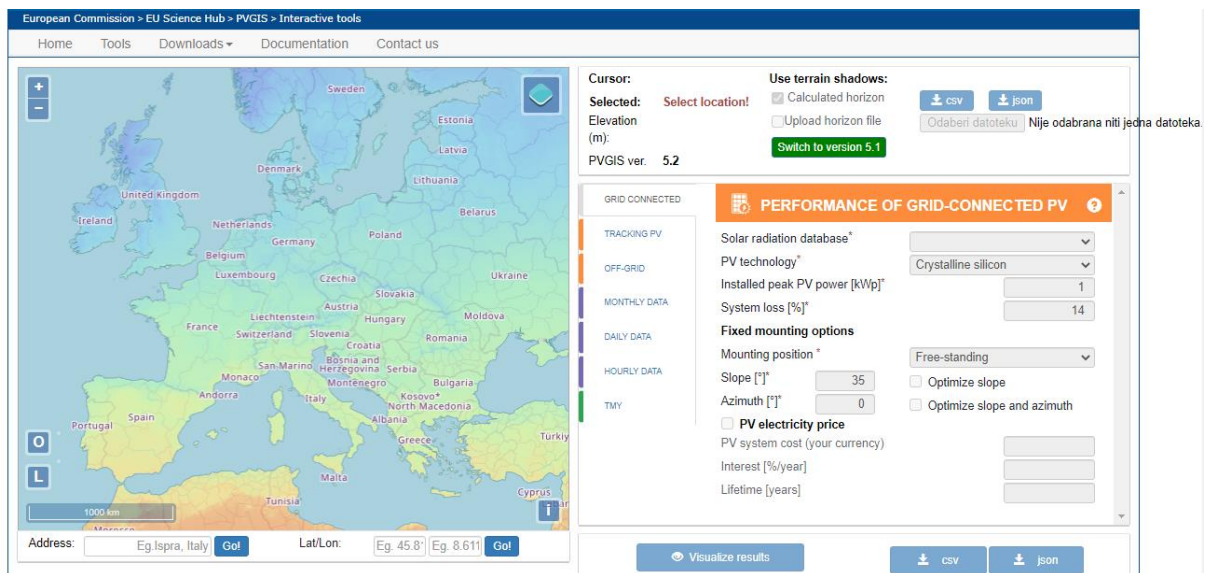 European Commission > EU Science Hub > PVGIS > Interactive tools
Home Tools Downloads Documentation Contact us
+
−
Sweden
Estonia
Latvia
Denmark
Lithuania
United Kingdom
Ireland
Belarus
Netherlands
Poland
Germany
Belgium
Luxembourg
Czechia
Ukraine
Slovakia
Austria
Liechtenstein
Hungary
Moldova
France
Switzerland
Slovenia
Romania
Croatia
San Marino
Bosnia and
Herzegovina
Serbia
Monaco
Montenegro
Bulgaria
Andorra
Italy
Kosovo*
North Macedonia
Spain
Albania
Portugal
Greece
O
L
Malta
Cyprus
Tunisia
1000 km
i
Address: Eg.Ispra, Italy Go! Lat/Lon: Eg. 45.8 Eg. 8.611 Go!
Cursor: Use terrain shadows:
Selected: Select location! Calculated horizon csv json
Elevation Upload horizon file Odaberi datoteku Nije odabrana niti jedna datoteka.
(m):
Switch to version 5.1
PVGIS ver. 5.2
GRID CONNECTED
TRACKING PV
OFF-GRID
MONTHLY DATA
DAILY DATA
HOURLY DATA
TMY
PERFORMANCE OF GRID-CONNECTED PV ?
Solar radiation database*
PV technology* Crystalline silicon
Installed peak PV power [kWp]* 1
System loss [%]* 14
Fixed mounting options
Mounting position * Free-standing
Slope [°]* 35 Optimize slope
Azimuth [°]* 0 Optimize slope and azimuth
PV electricity price
PV system cost (your currency)
Interest [%/year]
Lifetime [years]
Visualize results csv json